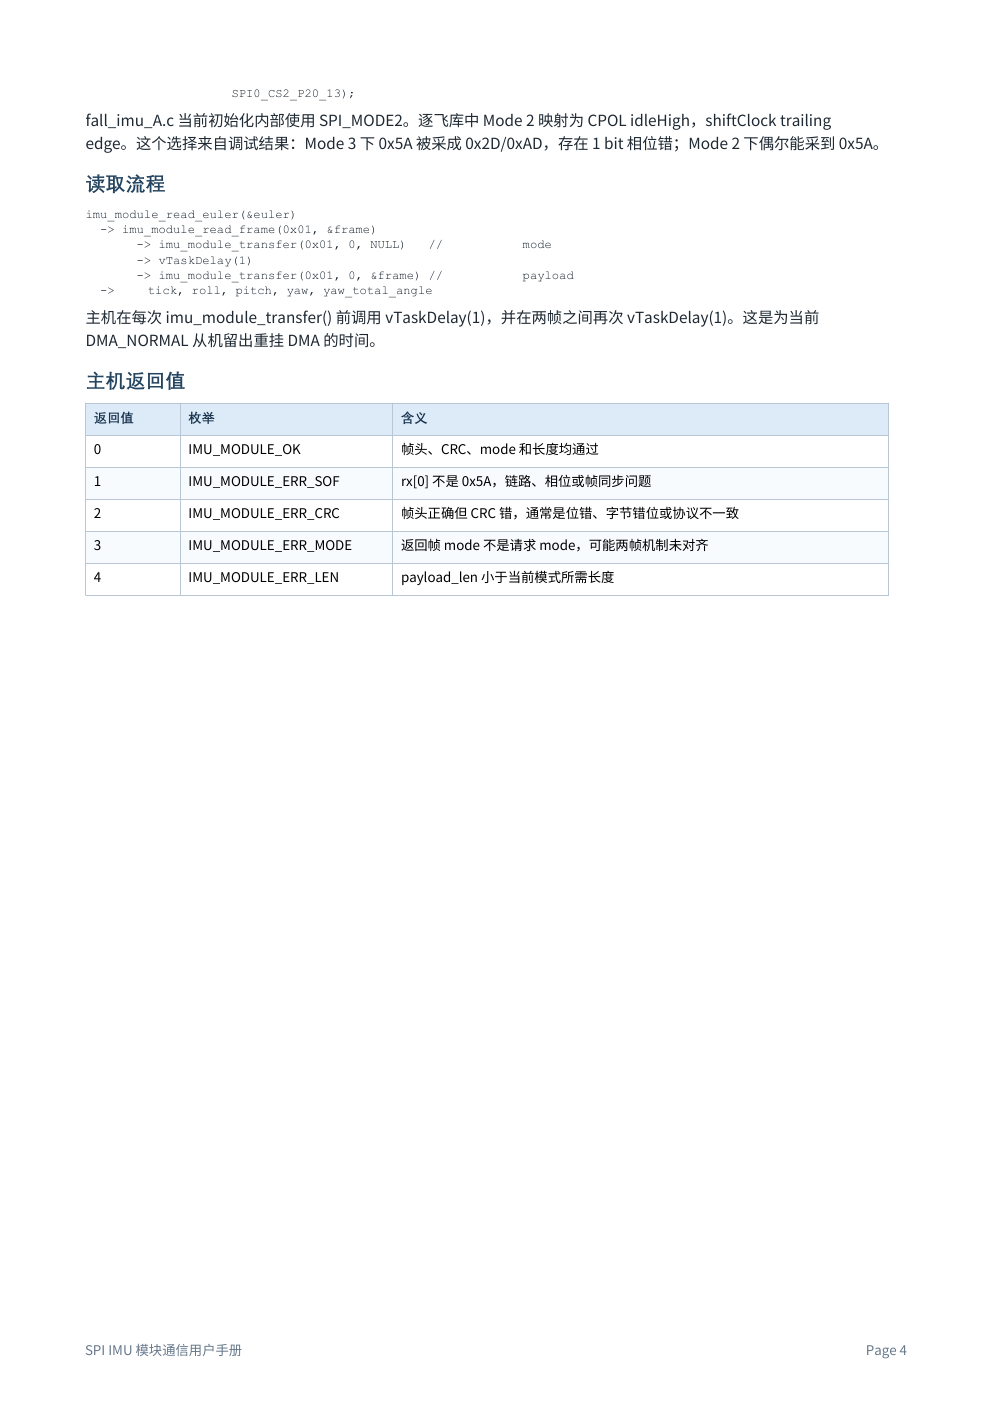 SPI0_CS2_P20_13);
fall_imu_A.c 当前初始化内部使用 SPI_MODE2。逐飞库中 Mode 2 映射为 CPOL idleHigh，shiftClock trailing
edge。这个选择来自调试结果：Mode 3 下 0x5A 被采成 0x2D/0xAD，存在 1 bit 相位错；Mode 2 下偶尔能采到 0x5A。
读取流程
imu_module_read_euler(&euler)
-> imu_module_read_frame(0x01, &frame)
-> imu_module_transfer(0x01, 0, NULL) // mode
-> vTaskDelay(1)
-> imu_module_transfer(0x01, 0, &frame) // payload
-> tick, roll, pitch, yaw, yaw_total_angle
主机在每次 imu_module_transfer() 前调用 vTaskDelay(1)，并在两帧之间再次 vTaskDelay(1)。这是为当前
DMA_NORMAL 从机留出重挂 DMA 的时间。
主机返回值
返回值 枚举 含义
0 IMU_MODULE_OK 帧头、CRC、mode 和长度均通过
1 IMU_MODULE_ERR_SOF rx[0] 不是 0x5A，链路、相位或帧同步问题
2 IMU_MODULE_ERR_CRC 帧头正确但 CRC 错，通常是位错、字节错位或协议不一致
3 IMU_MODULE_ERR_MODE 返回帧 mode 不是请求 mode，可能两帧机制未对齐
4 IMU_MODULE_ERR_LEN payload_len 小于当前模式所需长度
SPI IMU 模块通信用户手册 Page 4